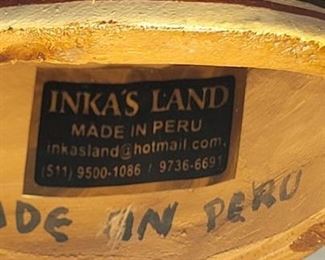 INKA'S LAND
MADE IN PERU
inkasland@hotmail.com.
(511) 9500-1086 / 9736-6691
ADE IN PERU